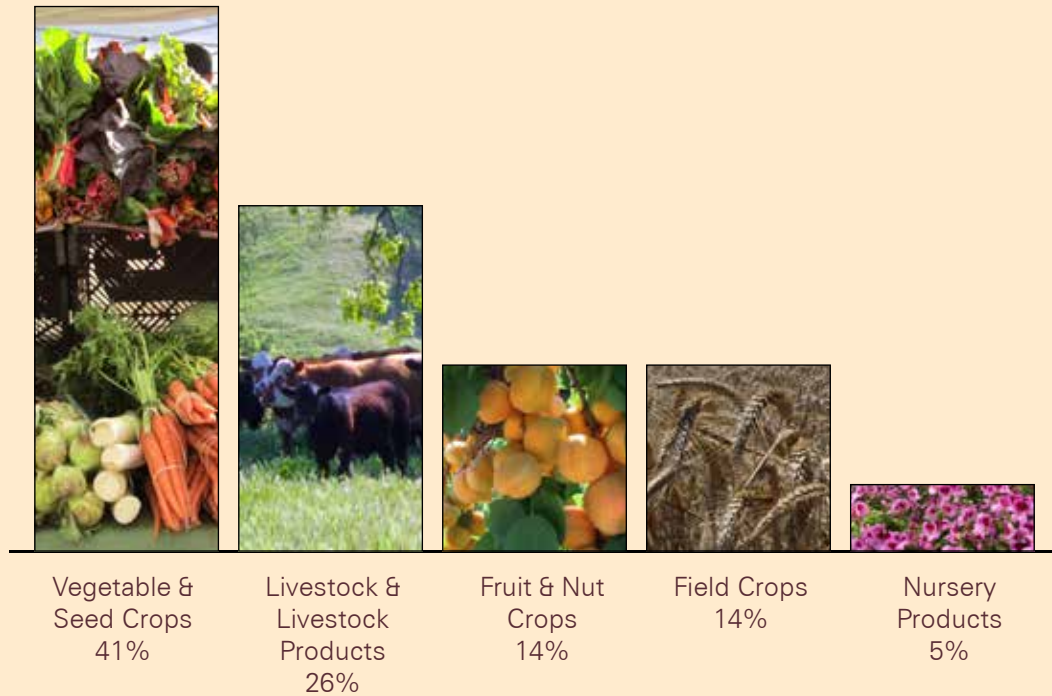 Vegetable &
Seed Crops
41%
Livestock &
Livestock
Products
26%
Fruit & Nut
Crops
14%
Field Crops
14%
Nursery
Products
5%